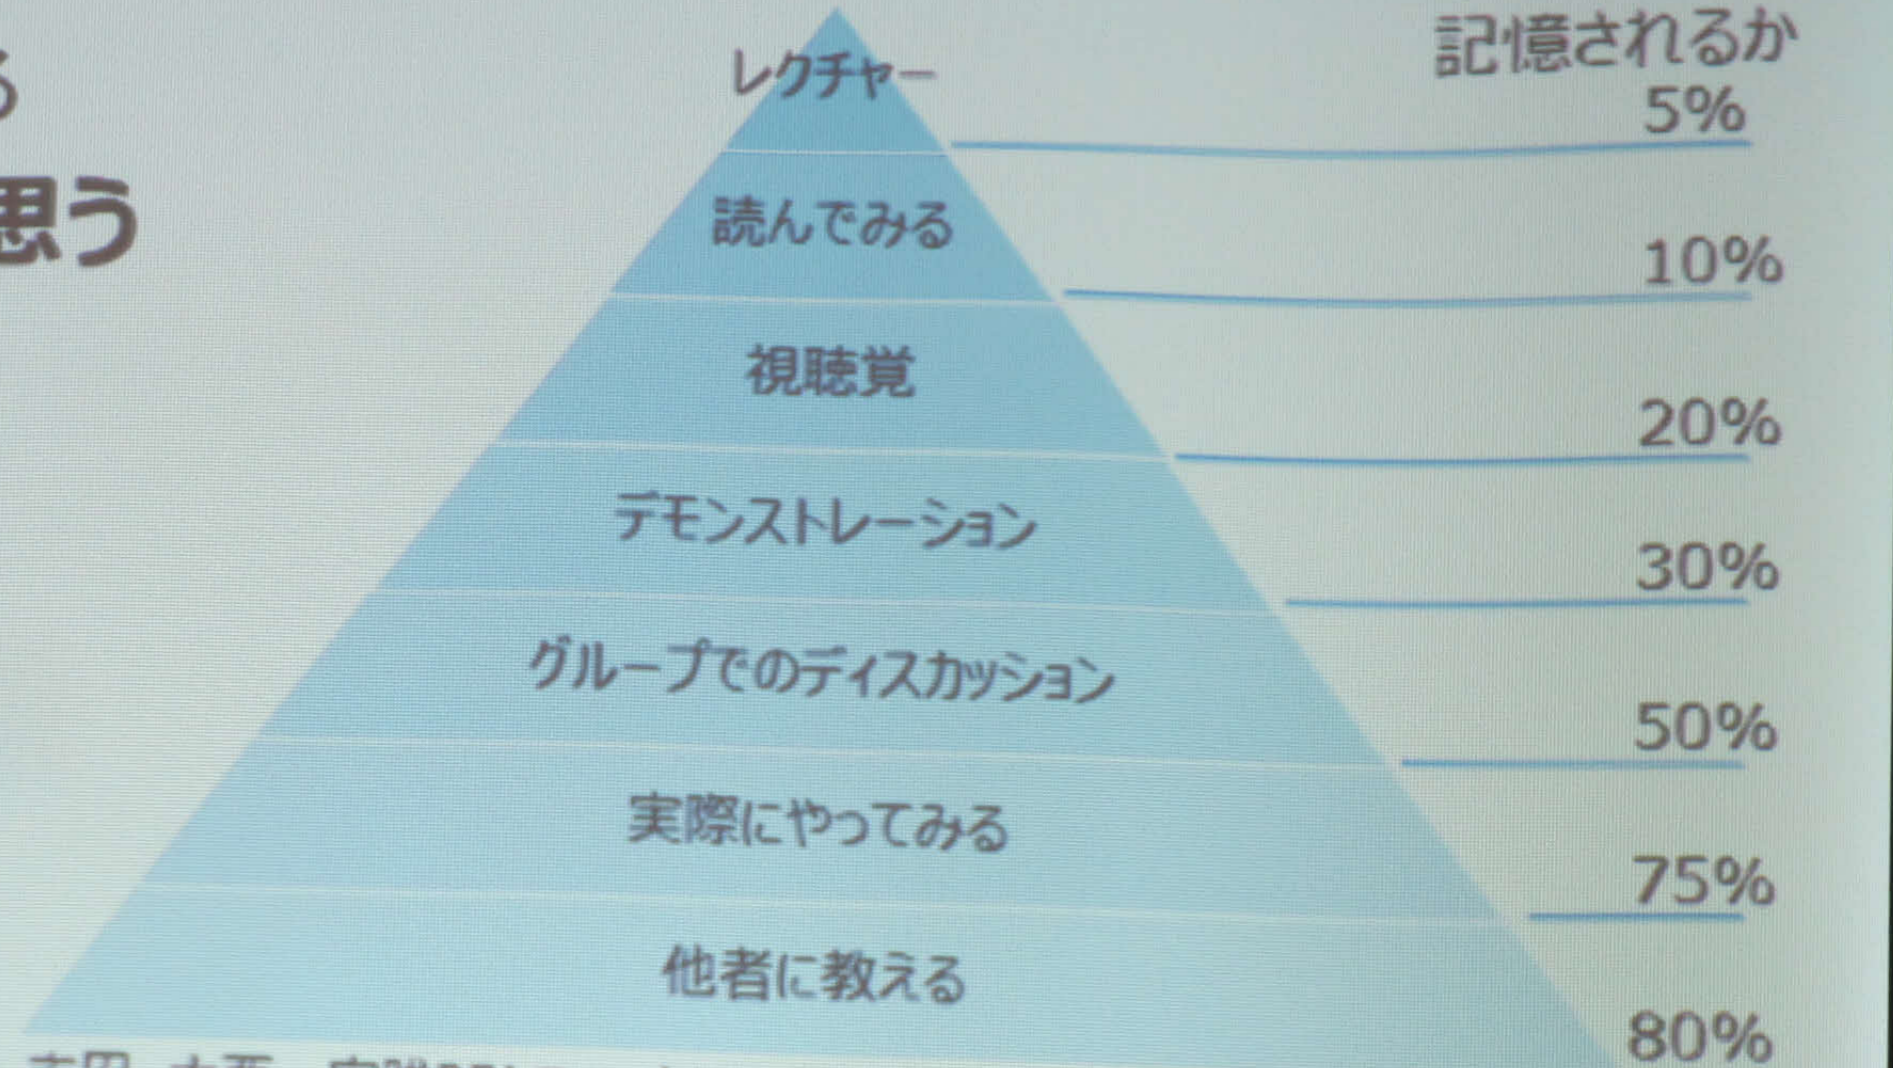 る
思う
記憶されるか
レクチャー 5%
読んでみる 10%
視聴覚 20%
デモンストレーション 30%
グループでのディスカッション 50%
実際にやってみる 75%
他者に教える 80%